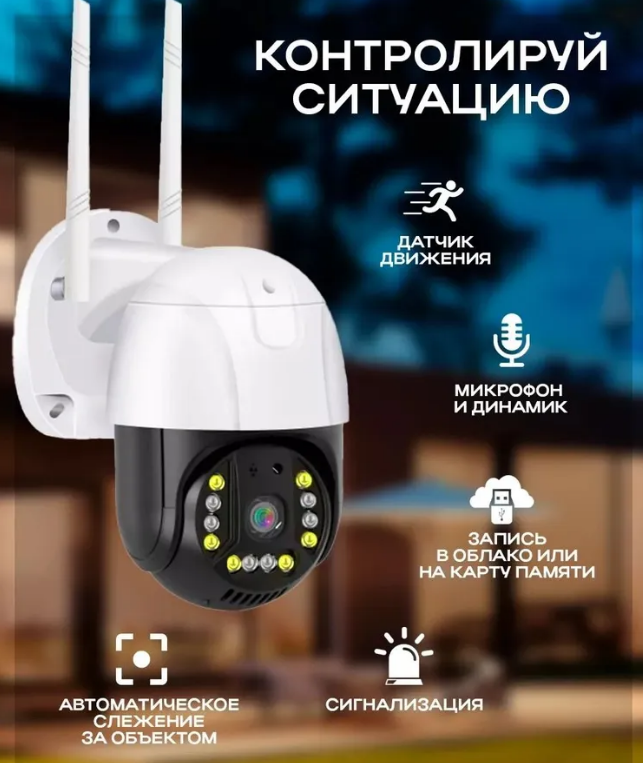 КОНТРОЛИРУЙ
СИТУАЦИЮ
ДАТЧИК
ДВИЖЕНИЯ
МИКРОФОН
И ДИНАМИК
ЗАПИСЬ
В ОБЛАКО ИЛИ
НА КАРТУ ПАМЯТИ
АВТОМАТИЧЕСКОЕ
СЛЕЖЕНИЕ
ЗА ОБЪЕКТОМ
СИГНАЛИЗАЦИЯ